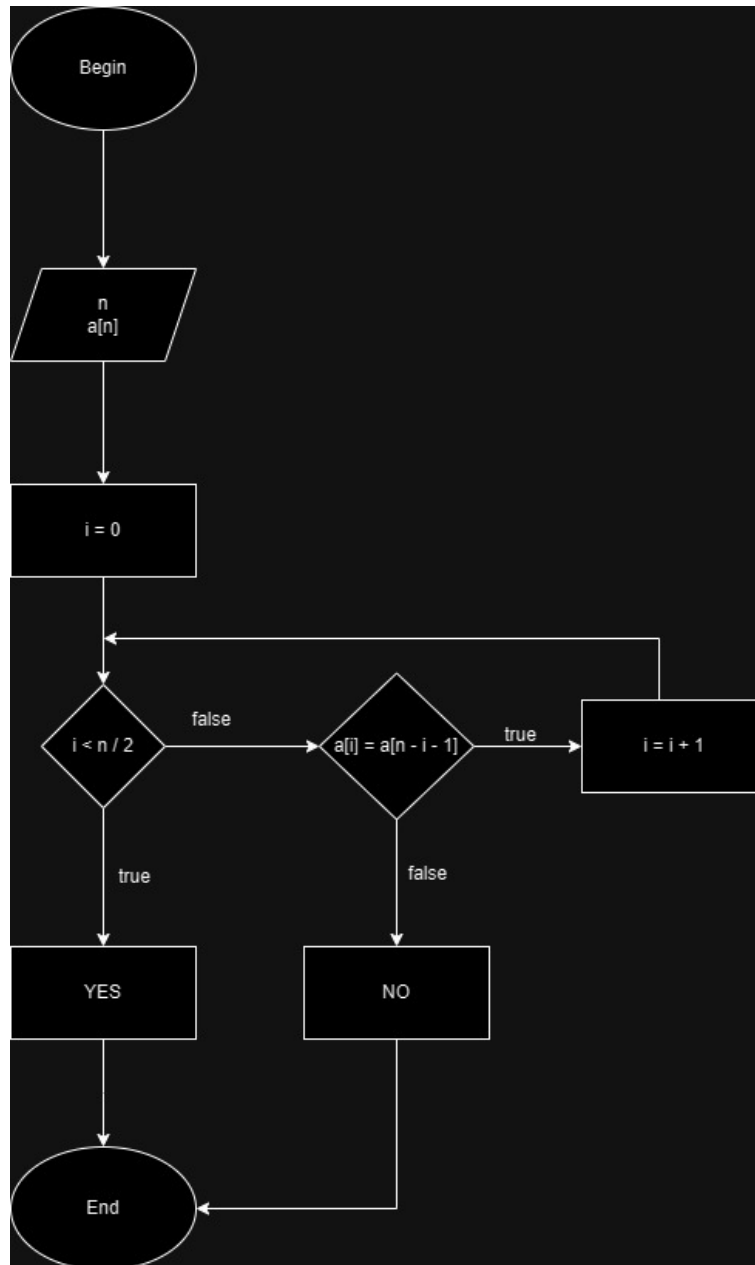 Begin
n
a[n]
i = 0
i < n / 2
false
a[i] = a[n - i - 1]
true
i = i + 1
true
false
YES
NO
End